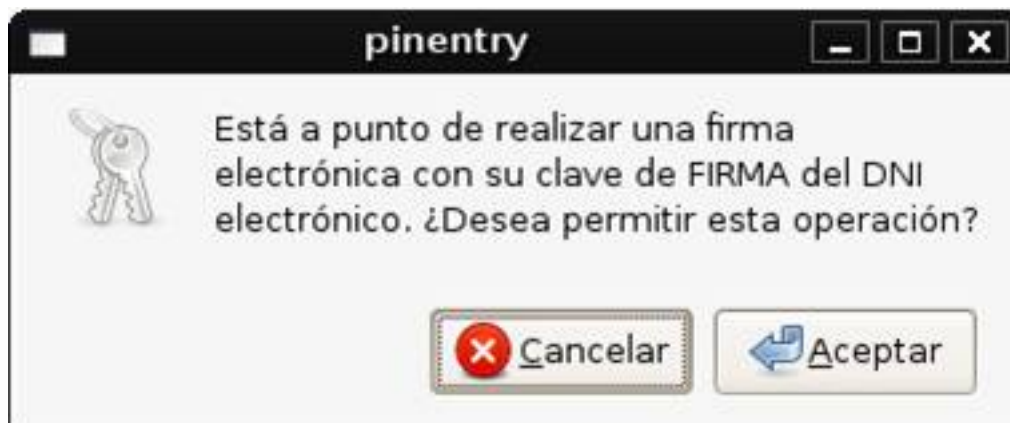 pinentry
Está a punto de realizar una firma
electrónica con su clave de FIRMA del DNI
electrónico. ¿Desea permitir esta operación?
Cancelar Aceptar